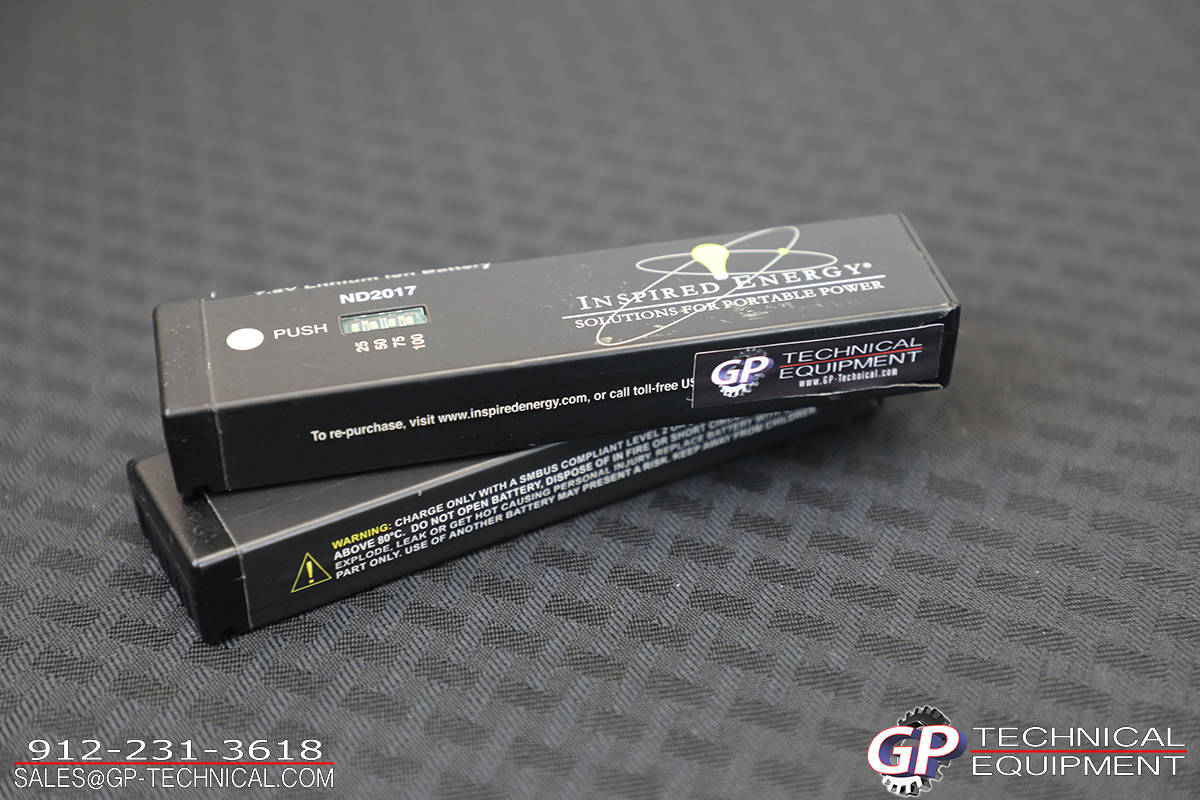 Lithium Ion Battery
ND2017
PUSH
25
50
75
100
INSPIRED ENERGY®
SOLUTIONS FOR PORTABLE POWER
To re-purchase, visit www.inspiredenergy.com, or call toll-free
GP TECHNICAL
EQUIPMENT
www.GP-Technical.com
WARNING: CHARGE ONLY WITH A SMBUS COMPLIANT LEVEL 2 OR
ABOVE 80°C. DO NOT OPEN BATTERY, DISPOSE OF IN FIRE OR SHORT CIRCUIT
EXPLODE, LEAK OR GET HOT CAUSING PERSONAL INJURY. REPLACE BATTERY WITH
PART ONLY. USE OF ANOTHER BATTERY MAY PRESENT A RISK. KEEP AWAY FROM CHILDREN
912-231-3618
SALES@GP-TECHNICAL.COM
GP TECHNICAL
EQUIPMENT